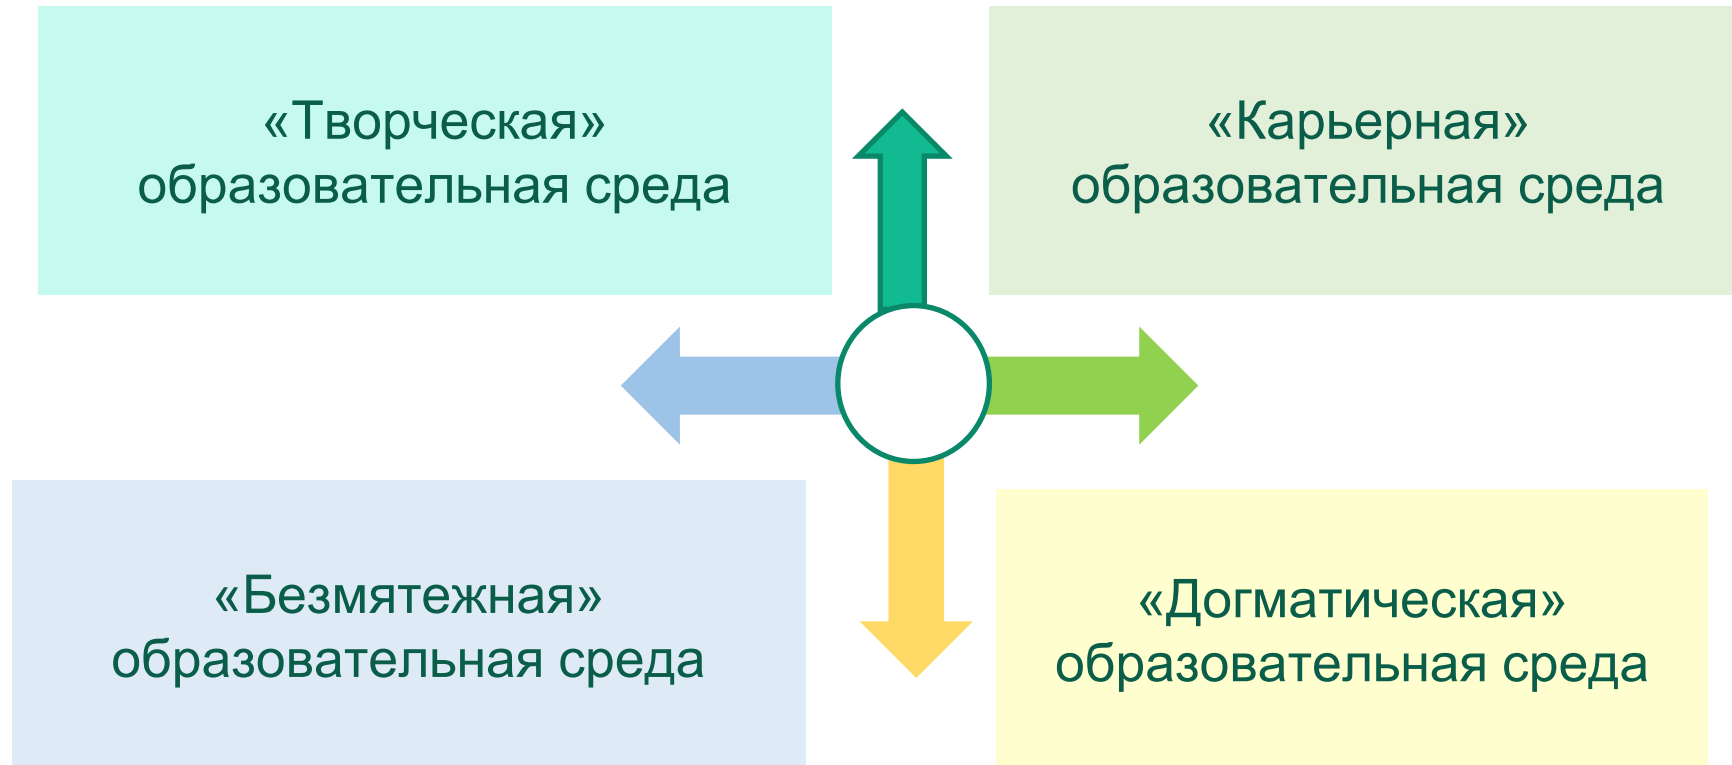 «Творческая»
образовательная среда
«Карьерная»
образовательная среда
«Безмятежная»
образовательная среда
«Догматическая»
образовательная среда